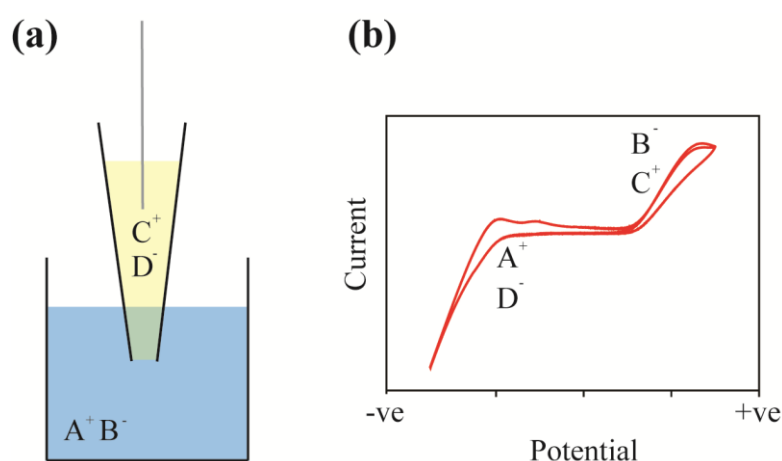 (a)
C⁺
D⁻
A⁺ B⁻
(b)
B⁻
C⁺
A⁺
D⁻
Current
-ve
+ve
Potential